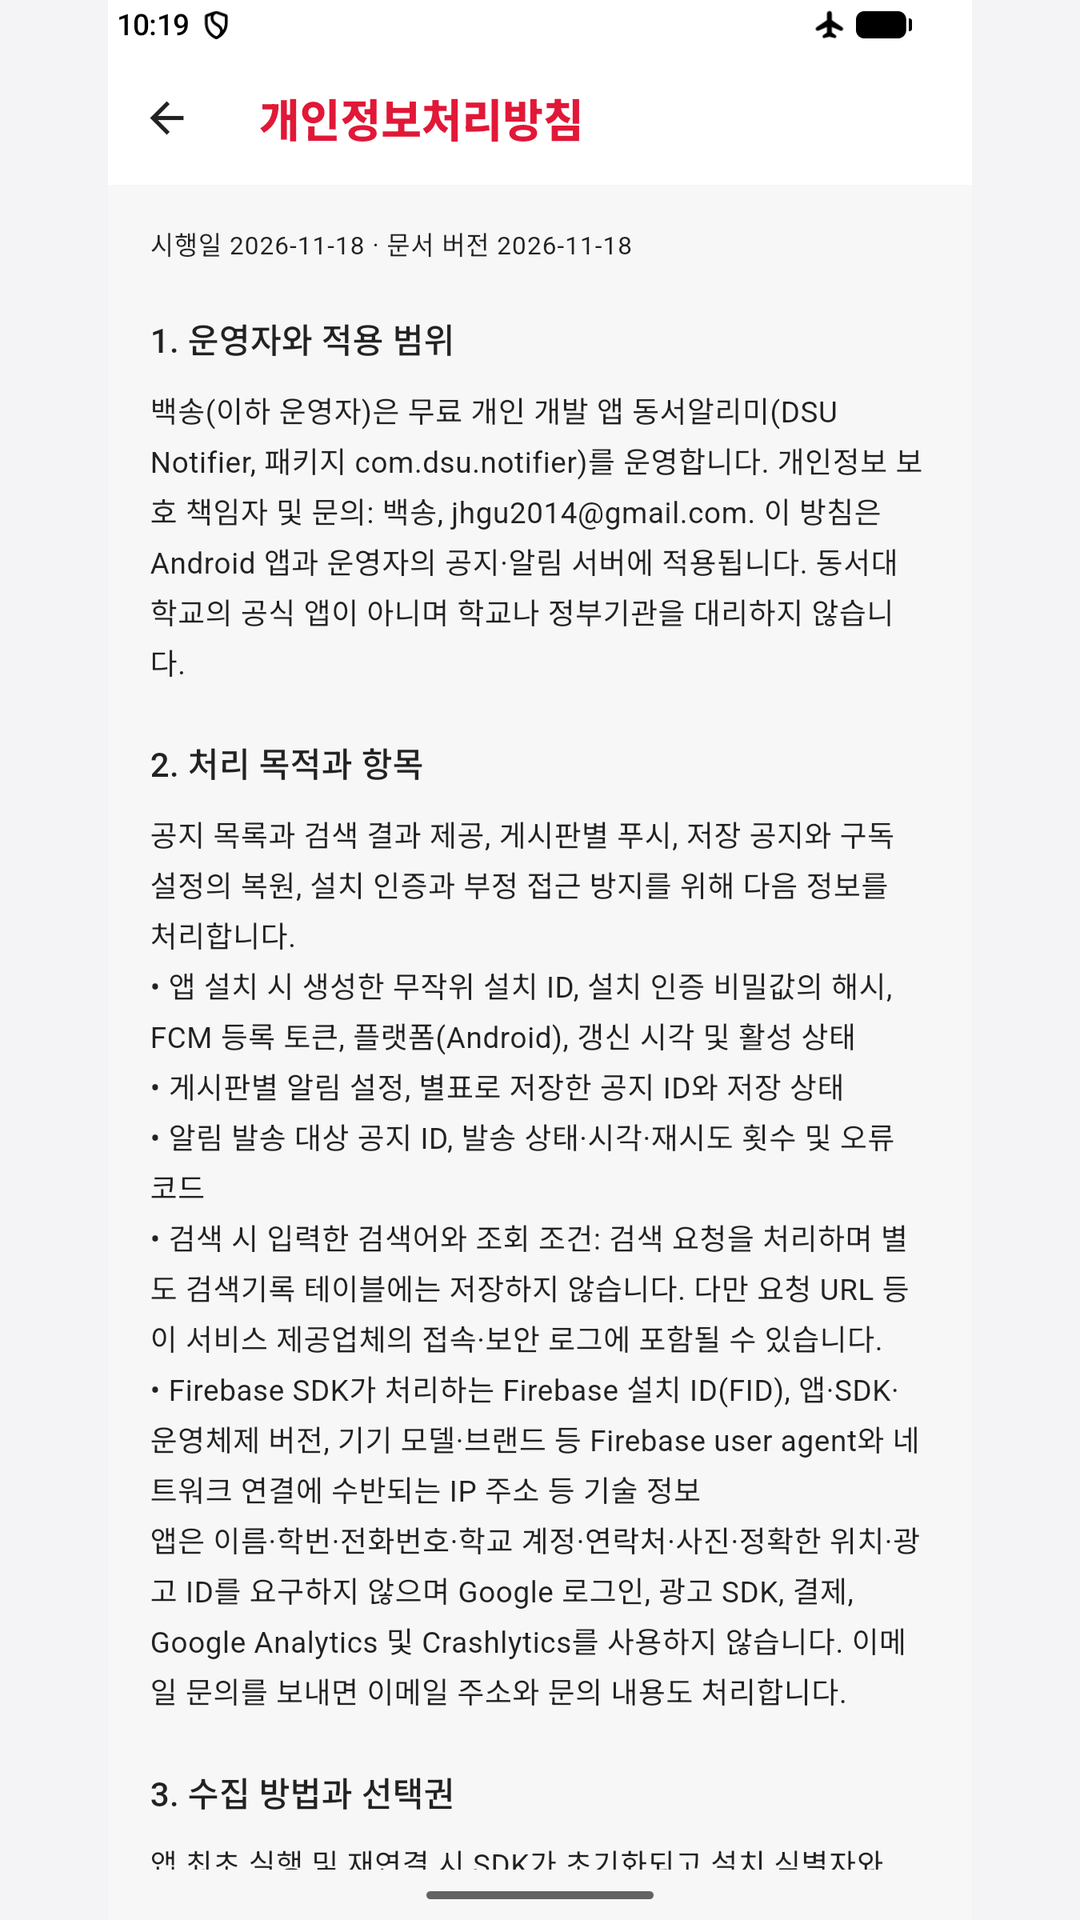 10:19
개인정보처리방침
시행일 2026-11-18 · 문서 버전 2026-11-18
1. 운영자와 적용 범위
백송(이하 운영자)은 무료 개인 개발 앱 동서알리미(DSU
Notifier, 패키지 com.dsu.notifier)를 운영합니다. 개인정보 보
호 책임자 및 문의: 백송, jhgu2014@gmail.com. 이 방침은
Android 앱과 운영자의 공지·알림 서버에 적용됩니다. 동서대
학교의 공식 앱이 아니며 학교나 정부기관을 대리하지 않습니
다.
2. 처리 목적과 항목
공지 목록과 검색 결과 제공, 게시판별 푸시, 저장 공지와 구독
설정의 복원, 설치 인증과 부정 접근 방지를 위해 다음 정보를
처리합니다.
• 앱 설치 시 생성한 무작위 설치 ID, 설치 인증 비밀값의 해시,
FCM 등록 토큰, 플랫폼(Android), 갱신 시각 및 활성 상태
• 게시판별 알림 설정, 별표로 저장한 공지 ID와 저장 상태
• 알림 발송 대상 공지 ID, 발송 상태·시각·재시도 횟수 및 오류
코드
• 검색 시 입력한 검색어와 조회 조건: 검색 요청을 처리하며 별
도 검색기록 테이블에는 저장하지 않습니다. 다만 요청 URL 등
이 서비스 제공업체의 접속·보안 로그에 포함될 수 있습니다.
• Firebase SDK가 처리하는 Firebase 설치 ID(FID), 앱·SDK·
운영체제 버전, 기기 모델·브랜드 등 Firebase user agent와 네
트워크 연결에 수반되는 IP 주소 등 기술 정보
앱은 이름·학번·전화번호·학교 계정·연락처·사진·정확한 위치·광
고 ID를 요구하지 않으며 Google 로그인, 광고 SDK, 결제,
Google Analytics 및 Crashlytics를 사용하지 않습니다. 이메
일 문의를 보내면 이메일 주소와 문의 내용도 처리합니다.
3. 수집 방법과 선택권
앱 최초 실행 및 재연결 시 SDK가 초기화되고 설치 식별자와